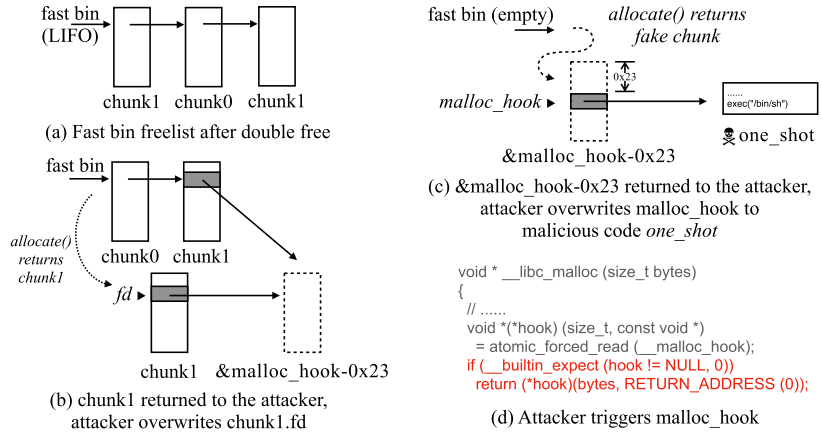 fast bin
(LIFO)
chunk1
chunk0
chunk1
(a) Fast bin freelist after double free
fast bin
allocate()
returns
chunk1
chunk0
chunk1
fd
chunk1
&malloc_hook-0x23
(b) chunk1 returned to the attacker,
attacker overwrites chunk1.fd
fast bin (empty)
allocate() returns
fake chunk
0x23
malloc_hook
......
exec("/bin/sh")
one_shot
&malloc_hook-0x23
(c) &malloc_hook-0x23 returned to the attacker,
attacker overwrites malloc_hook to
malicious code one_shot
void * __libc_malloc (size_t bytes)
{
// ......
void *(*hook) (size_t, const void *)
= atomic_forced_read (__malloc_hook);
if (__builtin_expect (hook != NULL, 0))
return (*hook)(bytes, RETURN_ADDRESS (0));
(d) Attacker triggers malloc_hook